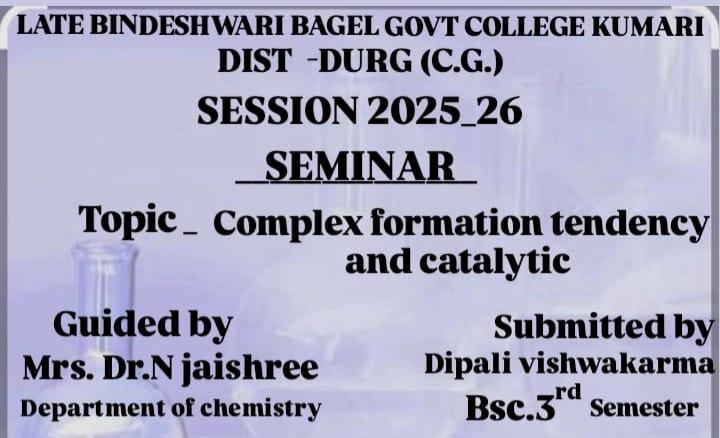 LATE BINDESHWARI BAGEL GOVT COLLEGE KUMARI
DIST -DURG (C.G.)
SESSION 2025_26
SEMINAR
Topic _ Complex formation tendency
and catalytic
Guided by
Mrs. Dr.N jaishree
Department of chemistry
Submitted by
Dipali vishwakarma
Bsc.3rd Semester